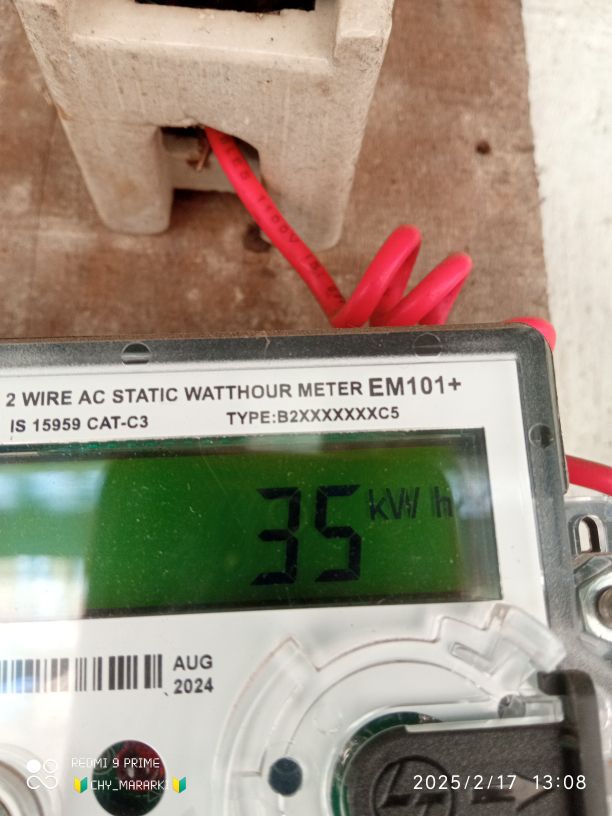 2 WIRE AC STATIC WATTHOUR METER EM101+
IS 15959 CAT-C3 TYPE:B2XXXXXXXC5
35 kWh
AUG
2024
REDMI 9 PRIME
🔰CHY_MARARKI🔰
2025/2/17 13:08